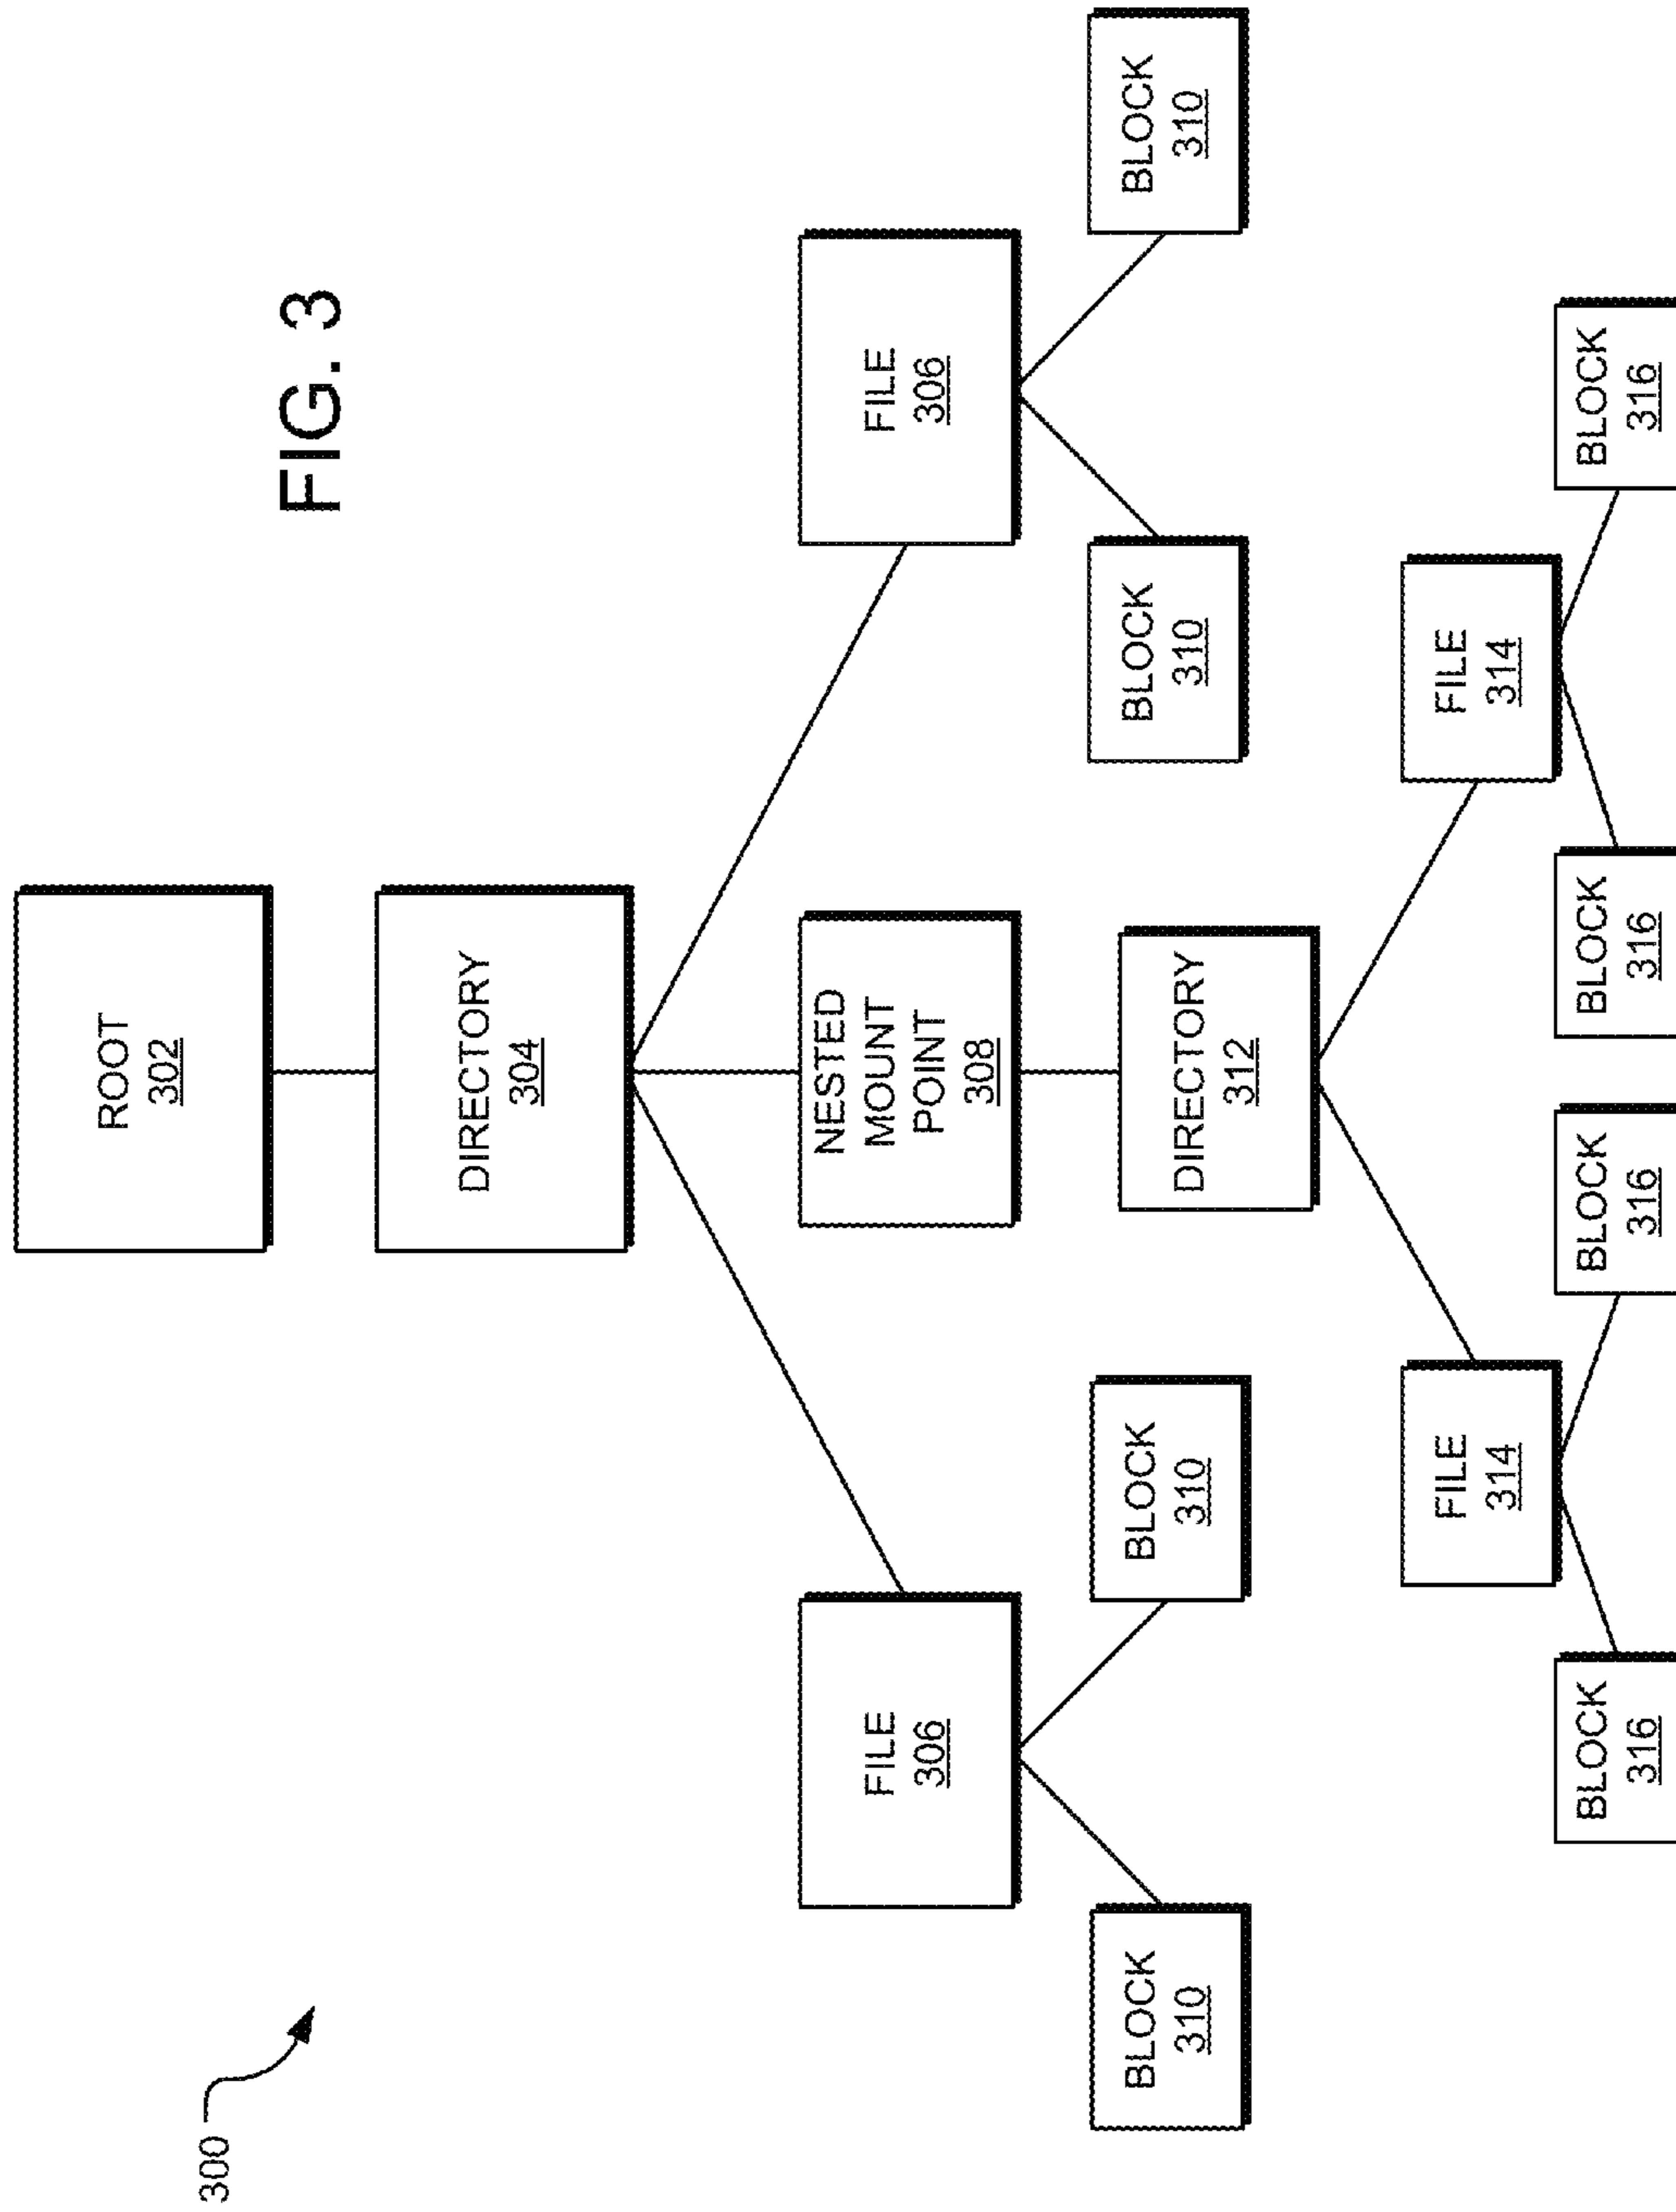 300
ROOT
302
FIG. 3
DIRECTORY
304
FILE
306
NESTED
MOUNT
POINT
308
FILE
306
BLOCK
310
BLOCK
310
DIRECTORY
312
BLOCK
310
BLOCK
310
FILE
314
FILE
314
BLOCK
316
BLOCK
316
BLOCK
316
BLOCK
316